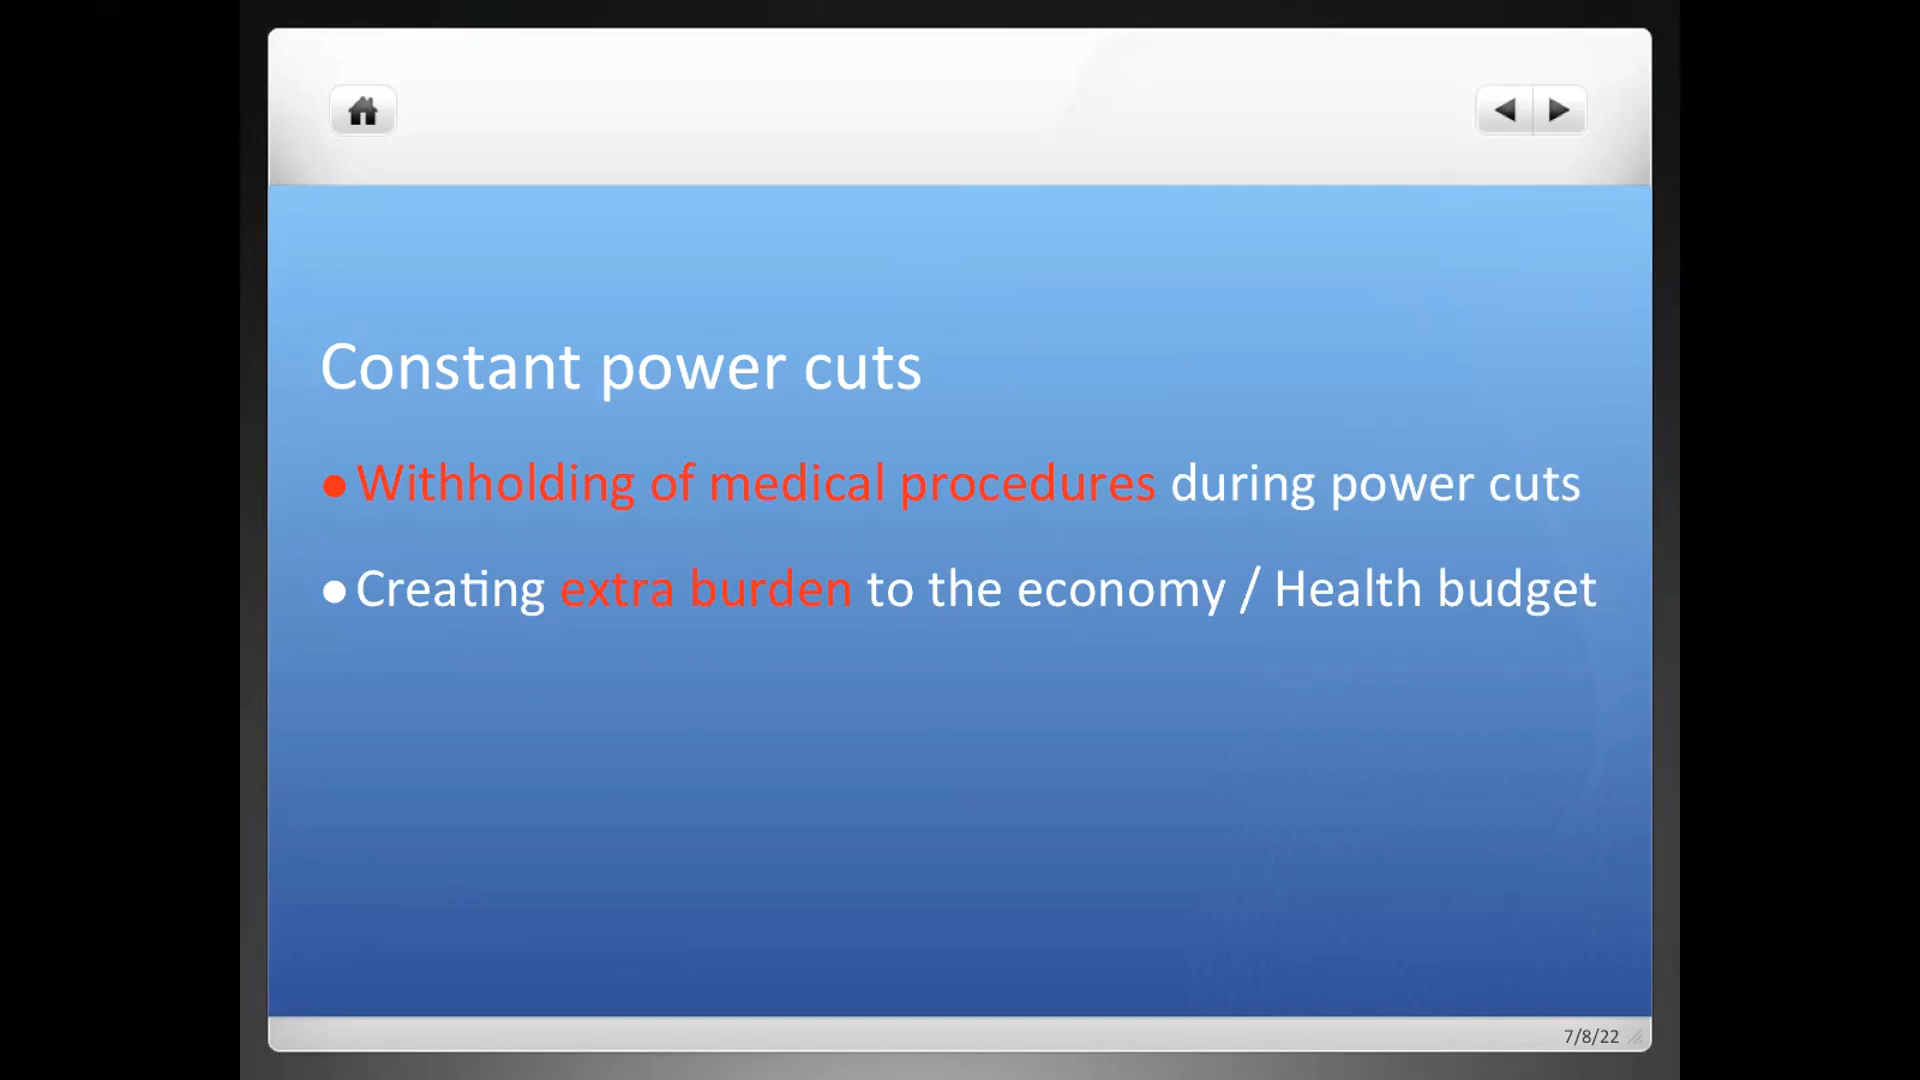 Constant power cuts
●Withholding of medical procedures during power cuts
●Creating extra burden to the economy / Health budget
7/8/22